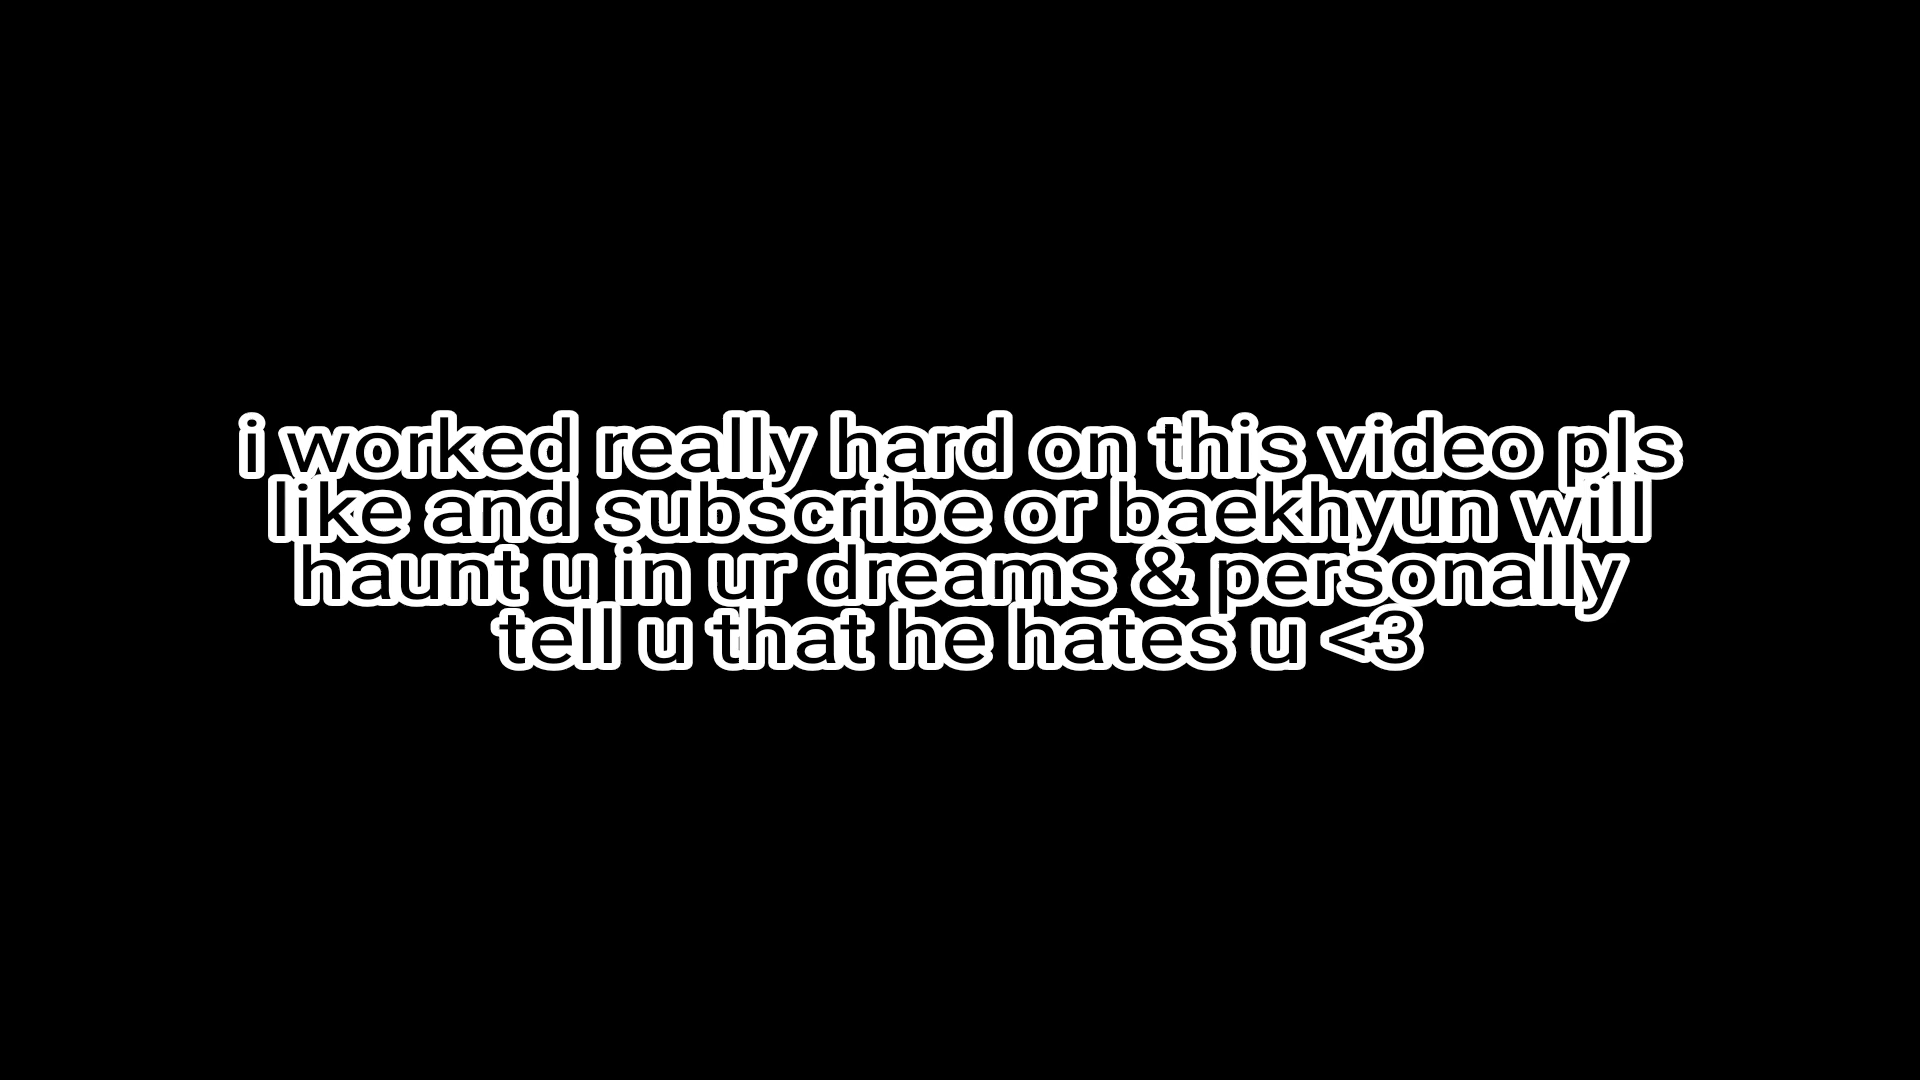 i worked really hard on this video pls
like and subscribe or baekhyun will
haunt u in ur dreams & personally
tell u that he hates u <3